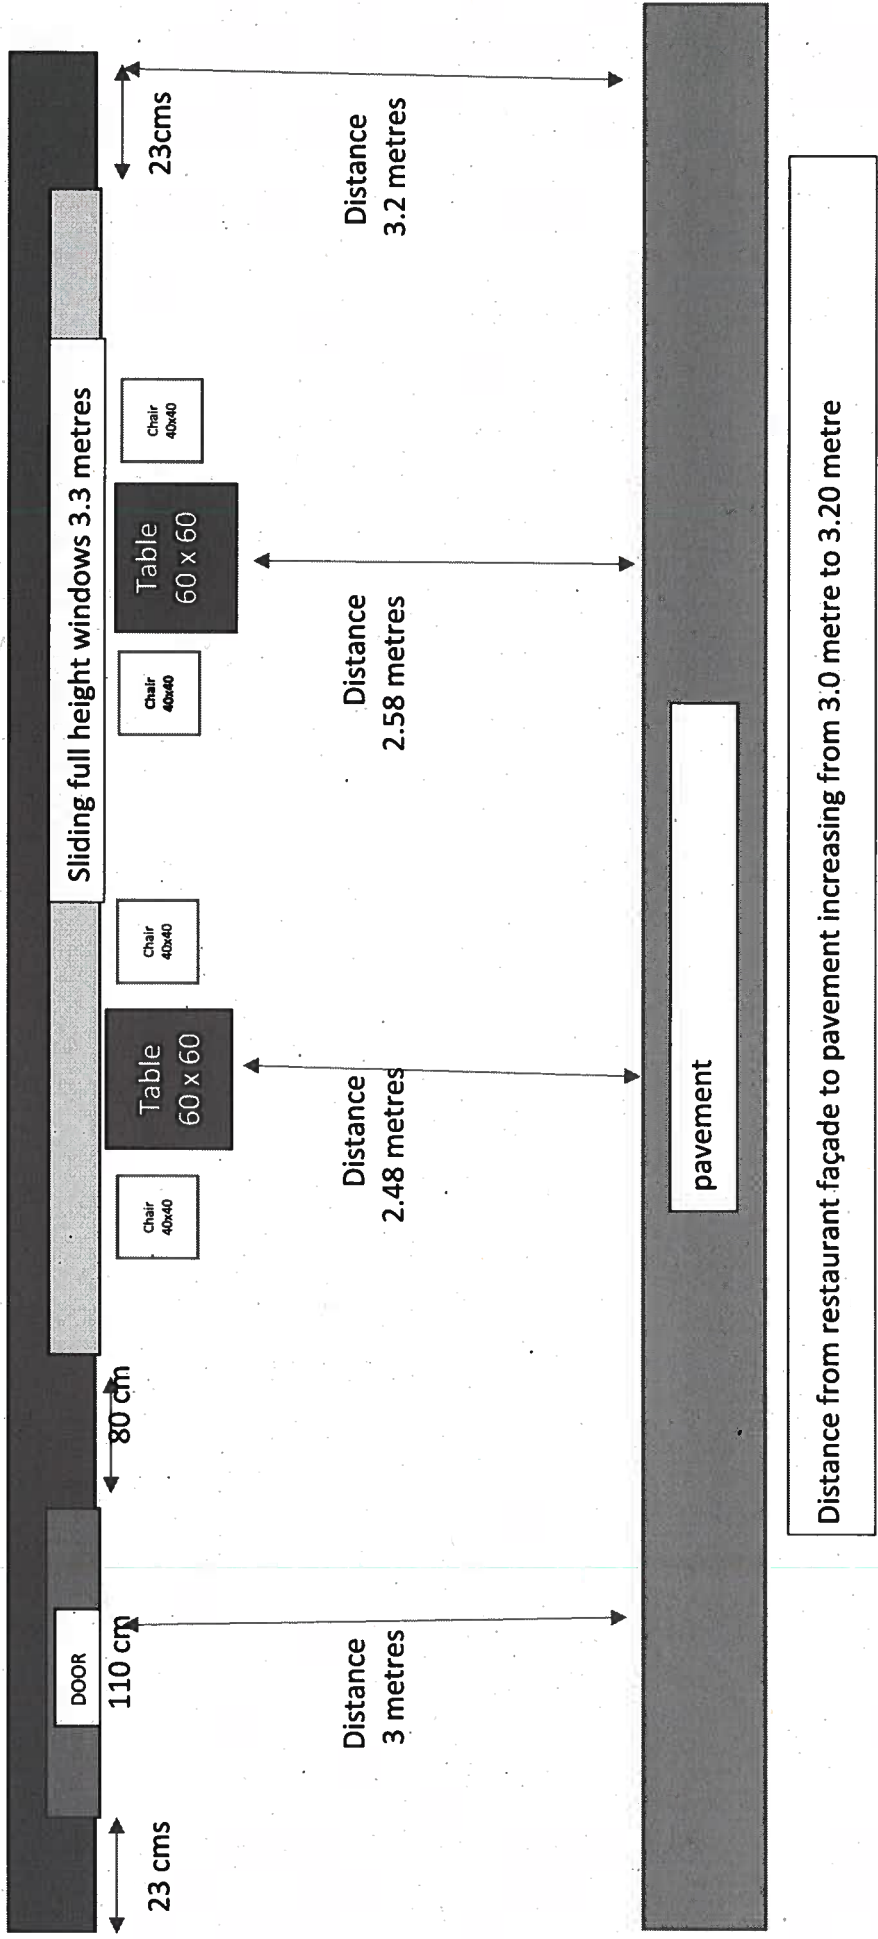 Sliding full height windows 3.3 metres
DOOR
23 cms
110 cm
80 cm
Chair
40x40
Table
60 x 60
Chair
40x40
Chair
40x40
Table
60 x 60
Chair
40x40
23cms
Distance
3 metres
Distance
2.48 metres
Distance
2.58 metres
Distance
3.2 metres
pavement
Distance from restaurant façade to pavement increasing from 3.0 metre to 3.20 metre